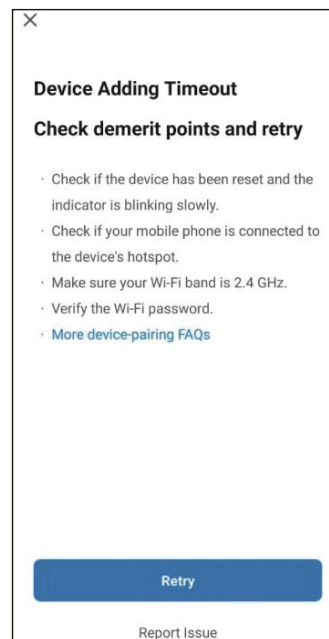 Device Adding Timeout
Check demerit points and retry
· Check if the device has been reset and the
indicator is blinking slowly.
· Check if your mobile phone is connected to
the device's hotspot.
· Make sure your Wi-Fi band is 2.4 GHz.
· Verify the Wi-Fi password.
· More device-pairing FAQs
Retry
Report Issue